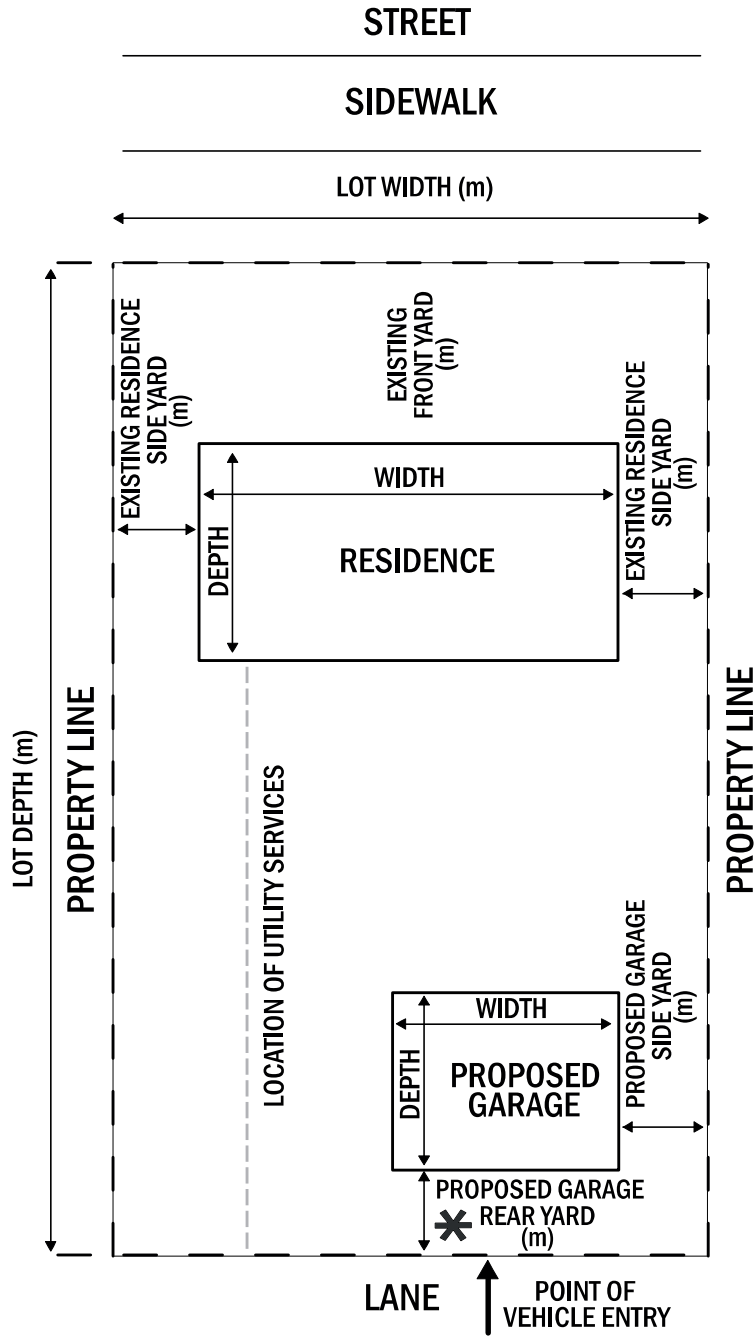 STREET
SIDEWALK
LOT WIDTH (m)
EXISTING RESIDENCE
SIDE YARD
(m)
EXISTING
FRONT YARD
(m)
EXISTING RESIDENCE
SIDE YARD
(m)
WIDTH
DEPTH
RESIDENCE
LOT DEPTH (m)
PROPERTY LINE
LOCATION OF UTILITY SERVICES
PROPERTY LINE
WIDTH
DEPTH
PROPOSED
GARAGE
PROPOSED GARAGE
SIDE YARD
(m)
PROPOSED GARAGE
REAR YARD
(m)
LANE
POINT OF
VEHICLE ENTRY